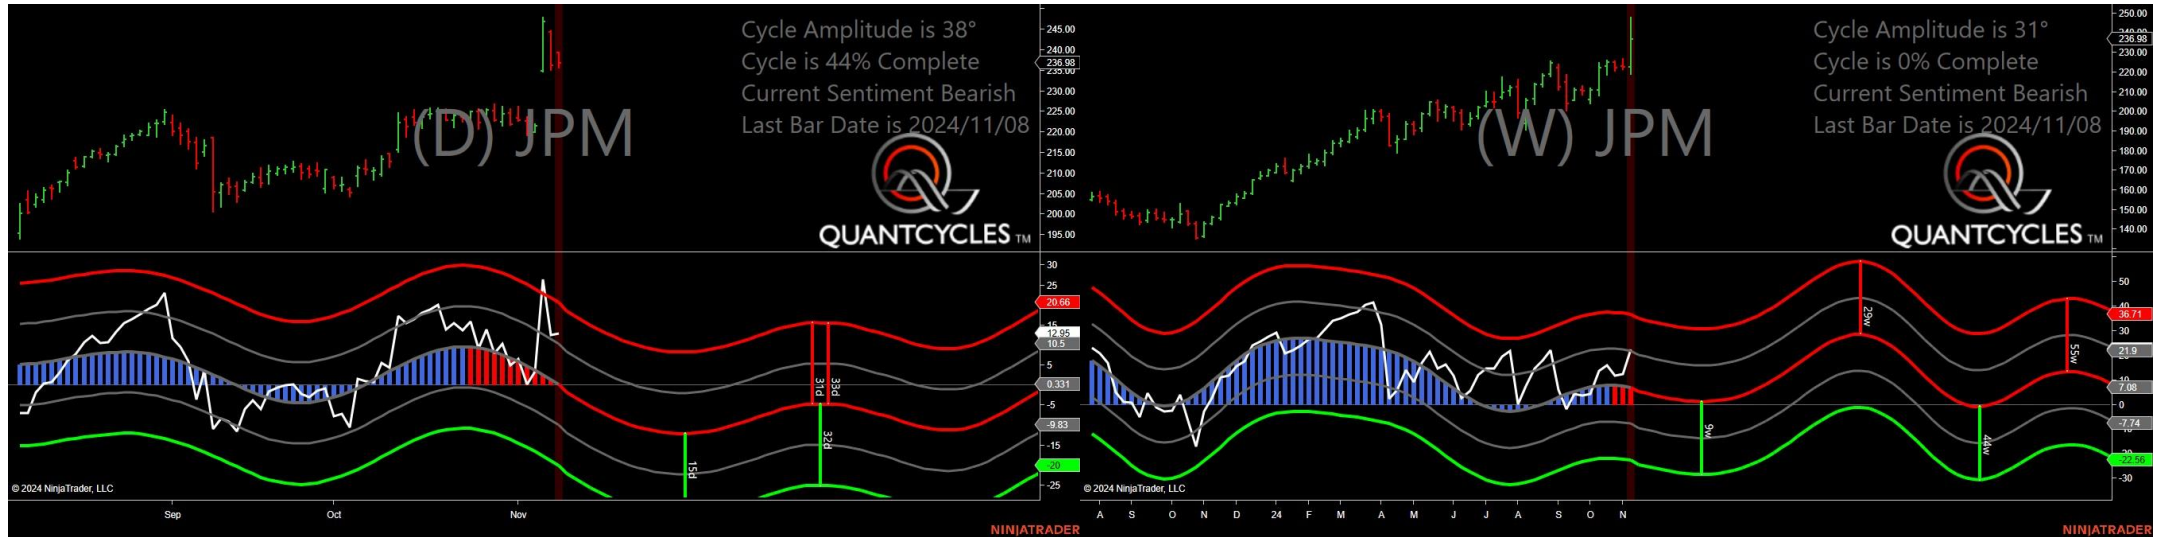 Cycle Amplitude is 38°
Cycle is 44% Complete
Current Sentiment Bearish
Last Bar Date is 2024/11/08
(D) JPM
QUANTCYCLES TM
245.00
240.00
236.98
235.00
230.00
225.00
220.00
215.00
210.00
205.00
200.00
195.00
30
25
20.66
15
12.95
10.5
5
0.331
-5
-9.83
-15
-20
-25
15d
31d
33d
32d
© 2024 NinjaTrader, LLC
Sep
Oct
Nov
NINJATRADER
Cycle Amplitude is 31°
Cycle is 0% Complete
Current Sentiment Bearish
Last Bar Date is 2024/11/08
(W) JPM
QUANTCYCLES TM
250.00
240.00
236.98
230.00
220.00
210.00
200.00
190.00
180.00
170.00
160.00
150.00
140.00
50
40
36.71
30
21.9
10
7.08
0
-7.74
-22.56
-30
9w
29w
44w
55w
© 2024 NinjaTrader, LLC
A S O N D 24 F M A M J J A S O N
NINJATRADER